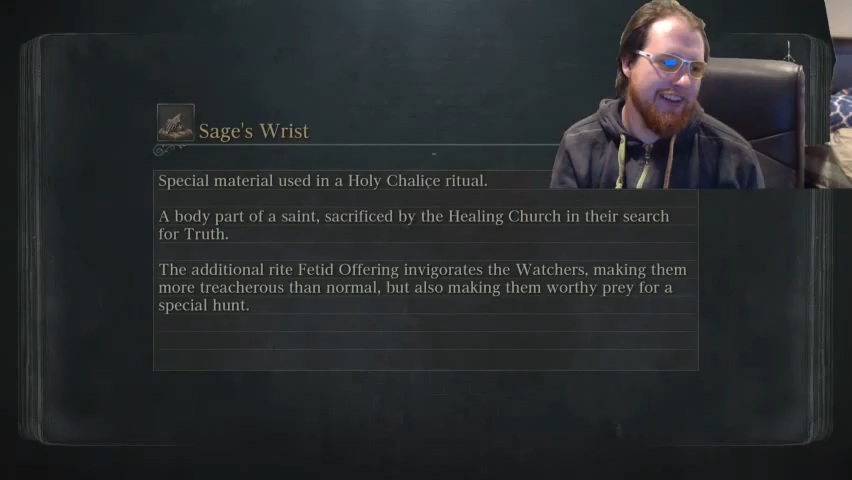 Sage's Wrist
Special material used in a Holy Chalice ritual.
A body part of a saint, sacrificed by the Healing Church in their search
for Truth.
The additional rite Fetid Offering invigorates the Watchers, making them
more treacherous than normal, but also making them worthy prey for a
special hunt.